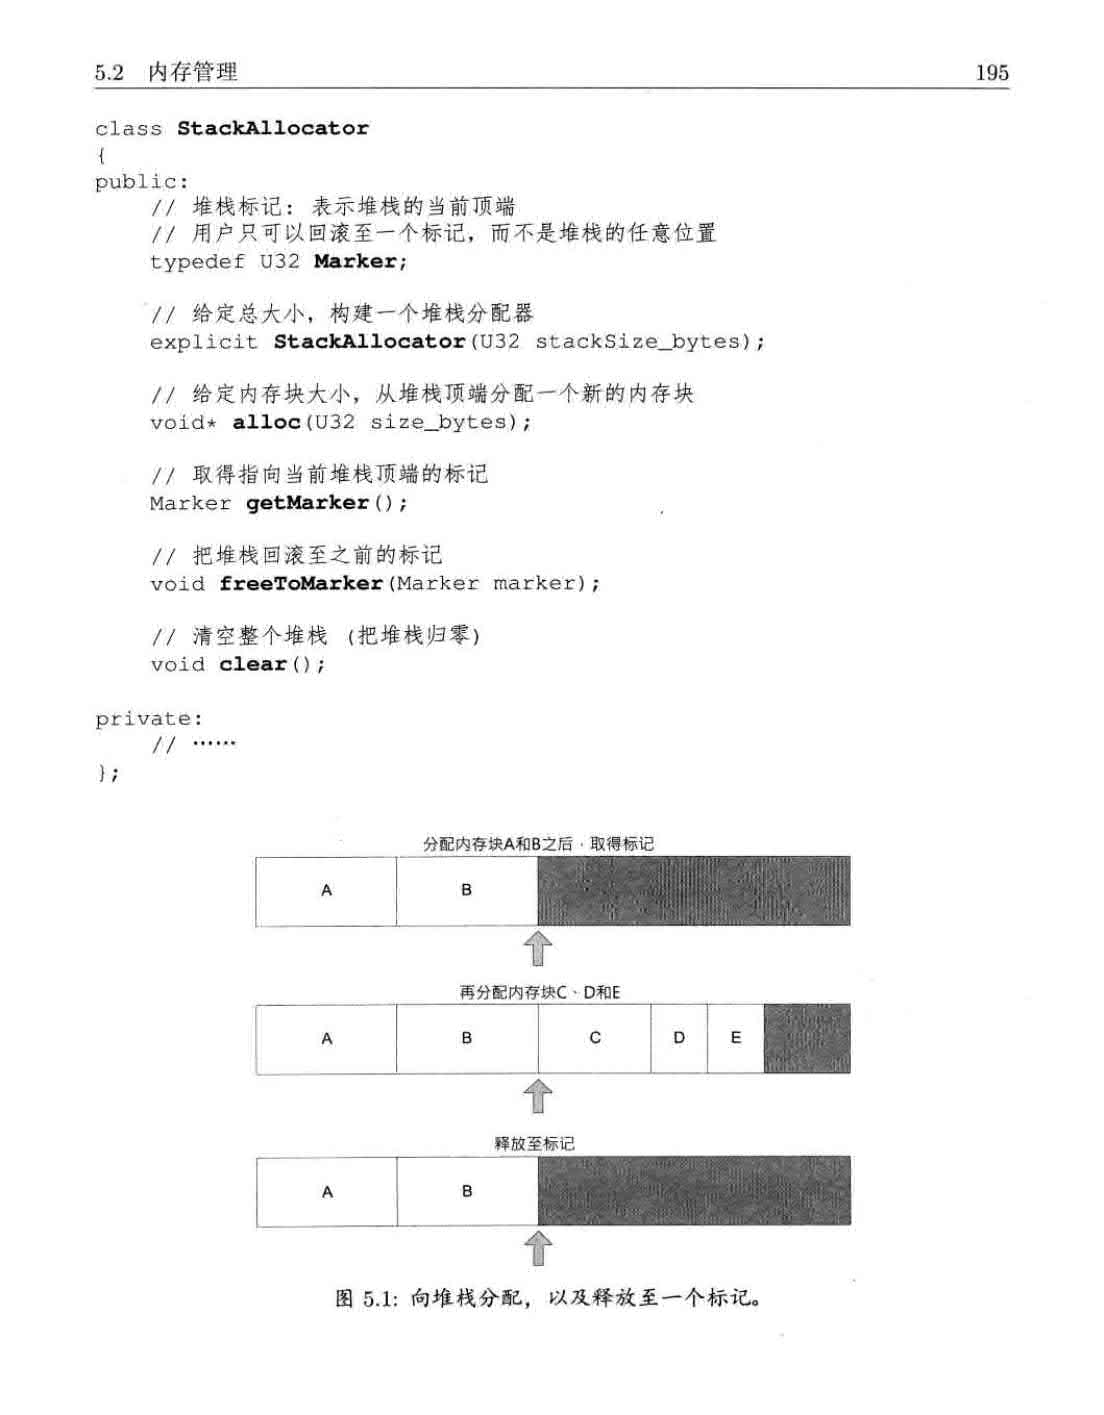 5.2 内存管理 195
class StackAllocator
{
public:
// 堆栈标记：表示堆栈的当前顶端
// 用户只可以回滚至一个标记，而不是堆栈的任意位置
typedef U32 Marker;
// 给定总大小，构建一个堆栈分配器
explicit StackAllocator(U32 stackSize_bytes);
// 给定内存块大小，从堆栈顶端分配一个新的内存块
void* alloc(U32 size_bytes);
// 取得指向当前堆栈顶端的标记
Marker getMarker();
// 把堆栈回滚至之前的标记
void freeToMarker(Marker marker);
// 清空整个堆栈 (把堆栈归零)
void clear();
private:
// ……
};
分配内存块A和B之后，取得标记
A B
再分配内存块C、D和E
A B C D E
释放至标记
A B
图 5.1: 向堆栈分配，以及释放至一个标记。